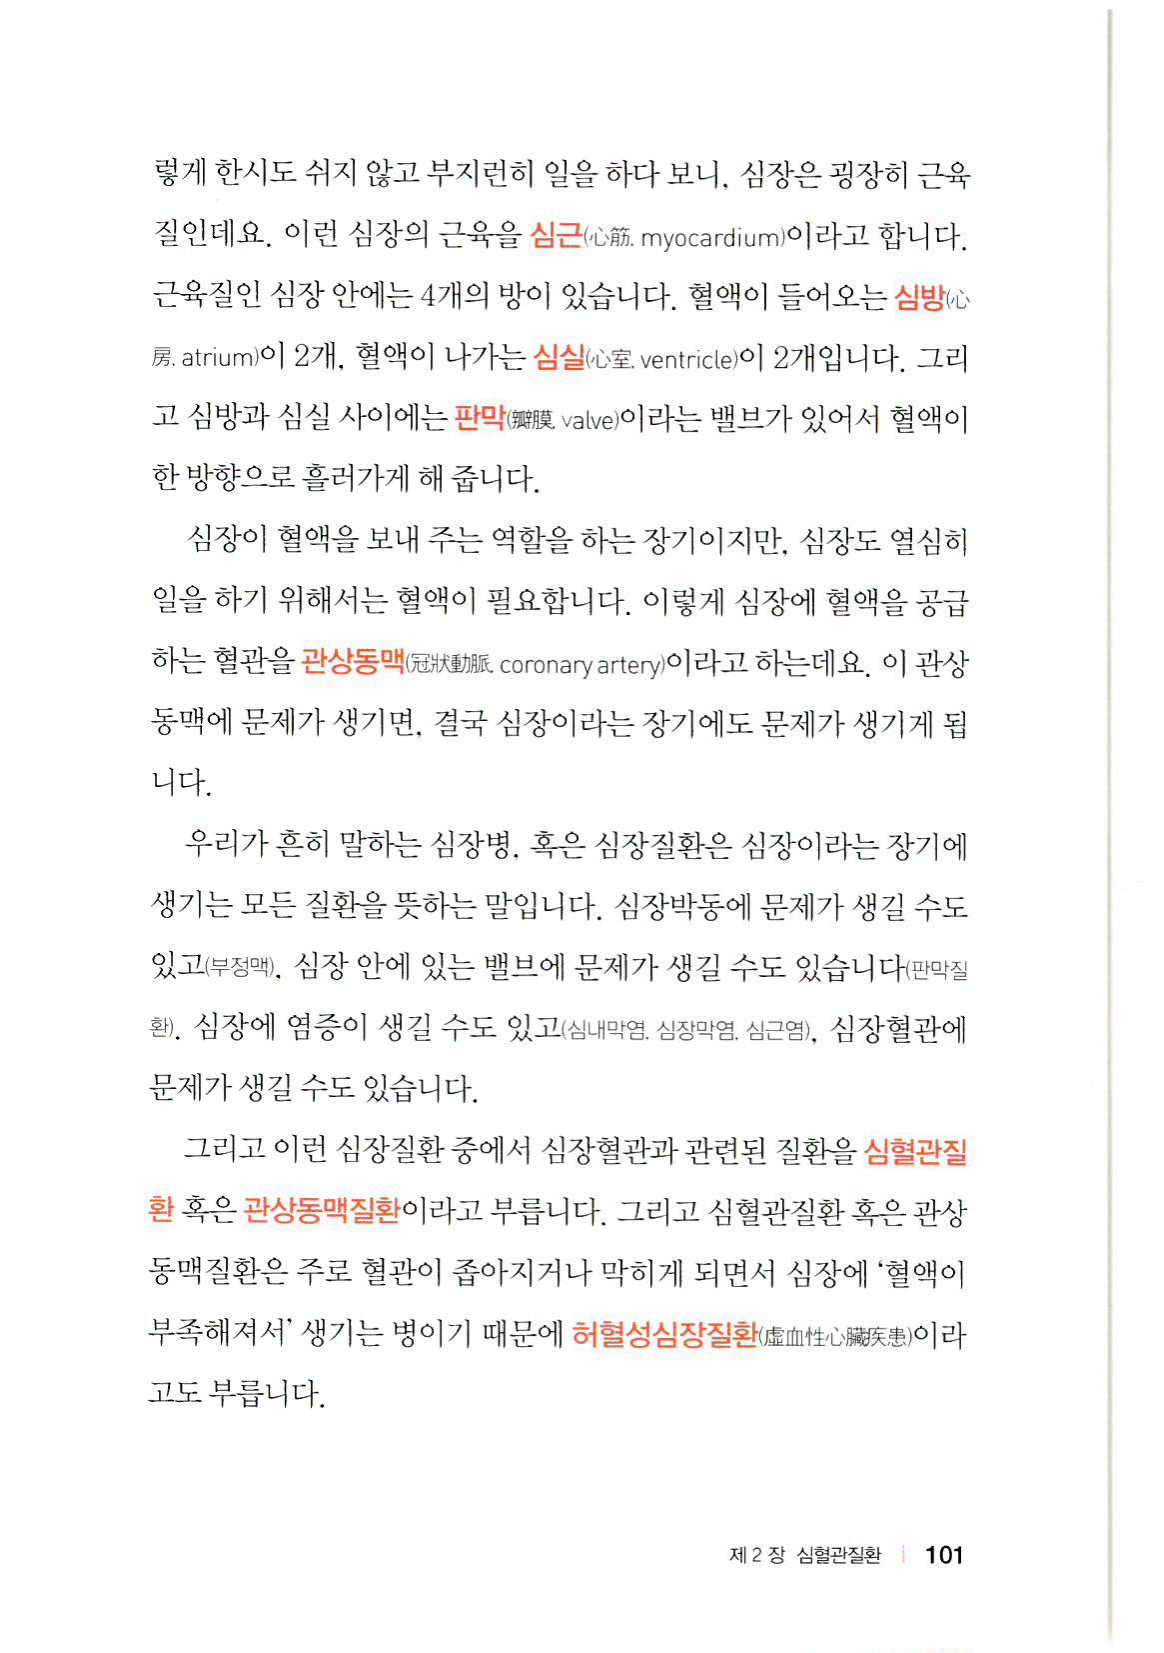 렇게 한시도 쉬지 않고 부지런히 일을 하다 보니, 심장은 굉장히 근육
질인데요. 이런 심장의 근육을 심근(心筋, myocardium)이라고 합니다.
근육질인 심장 안에는 4개의 방이 있습니다. 혈액이 들어오는 심방(心
房, atrium)이 2개, 혈액이 나가는 심실(心室, ventricle)이 2개입니다. 그리
고 심방과 심실 사이에는 판막(瓣膜, valve)이라는 밸브가 있어서 혈액이
한 방향으로 흘러가게 해 줍니다.
심장이 혈액을 보내 주는 역할을 하는 장기이지만, 심장도 열심히
일을 하기 위해서는 혈액이 필요합니다. 이렇게 심장에 혈액을 공급
하는 혈관을 관상동맥(冠狀動脈, coronary artery)이라고 하는데요. 이 관상
동맥에 문제가 생기면, 결국 심장이라는 장기에도 문제가 생기게 됩
니다.
우리가 흔히 말하는 심장병, 혹은 심장질환은 심장이라는 장기에
생기는 모든 질환을 뜻하는 말입니다. 심장박동에 문제가 생길 수도
있고(부정맥), 심장 안에 있는 밸브에 문제가 생길 수도 있습니다(판막질
환). 심장에 염증이 생길 수도 있고(심내막염, 심장막염, 심근염), 심장혈관에
문제가 생길 수도 있습니다.
그리고 이런 심장질환 중에서 심장혈관과 관련된 질환을 심혈관질
환 혹은 관상동맥질환이라고 부릅니다. 그리고 심혈관질환 혹은 관상
동맥질환은 주로 혈관이 좁아지거나 막히게 되면서 심장에 ‘혈액이
부족해져서’ 생기는 병이기 때문에 허혈성심장질환(虛血性心臟疾患)이라
고도 부릅니다.
제 2 장 심혈관질환 | 101